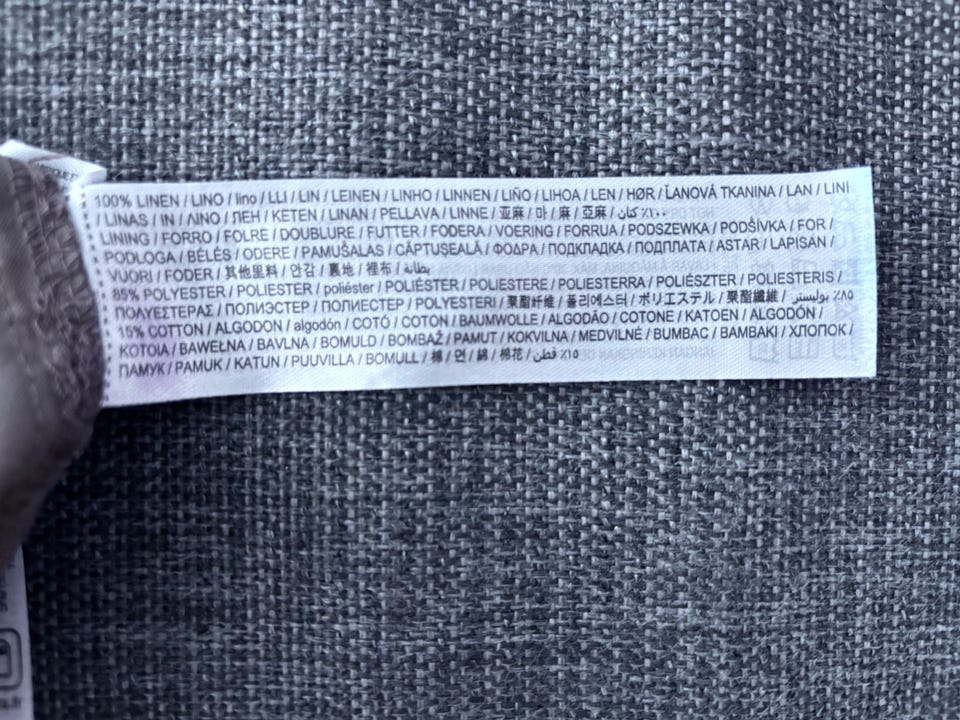 100% LINEN / LINO / lino / LLI / LIN / LEINEN / LINHO / LINNEN / LIÑO / LIHOA / LEN / HØR / ĽANOVÁ TKANINA / LAN / LINI
/ LINAS / IN / ΛΙΝΟ / ЛЕН / KETEN / LINAN / PELLAVA / LINNE / 亚麻 / 마 / 麻 / 亞麻 / ١٠٠٪ كتان
LINING / FORRO / FOLRE / DOUBLURE / FUTTER / FODERA / VOERING / FORRUA / PODSZEWKA / PODŠÍVKA / FOR /
PODLOGA / BÉLÉS / ODERE / PAMUŠALAS / CĂPTUȘEALĂ / ΦΟΔΡΑ / ПОДКЛАДКА / ПОДПЛАТА / ASTAR / LAPISAN /
VUORI / FODER / 其他里料 / 안감 / 裏地 / 裡布 / بطانة
85% POLYESTER / POLIESTER / poliéster / POLIÉSTER / POLIESTERE / POLIESTERRA / POLIÉSZTER / POLIESTERIS /
ΠΟΛΥΕΣΤΕΡΑΣ / ПОЛИЭСТЕР / ПОЛИЕСТЕР / POLYESTERI / 聚酯纤维 / 폴리에스터 / ポリエステル / 聚酯纖維 / ٨٥٪ بوليستر
15% COTTON / ALGODON / algodón / COTÓ / COTON / BAUMWOLLE / ALGODÃO / COTONE / KATOEN / ALGODÓN /
KOTOIA / BAWEŁNA / BAVLNA / BOMULD / BOMBAŽ / PAMUT / KOKVILNA / MEDVILNĖ / BUMBAC / ΒΑΜΒΑΚΙ / ХЛОПОК /
ПАМУК / PAMUK / KATUN / PUUVILLA / BOMULL / 棉 / 면 / 綿 / 棉花 / ١٥٪ قطن